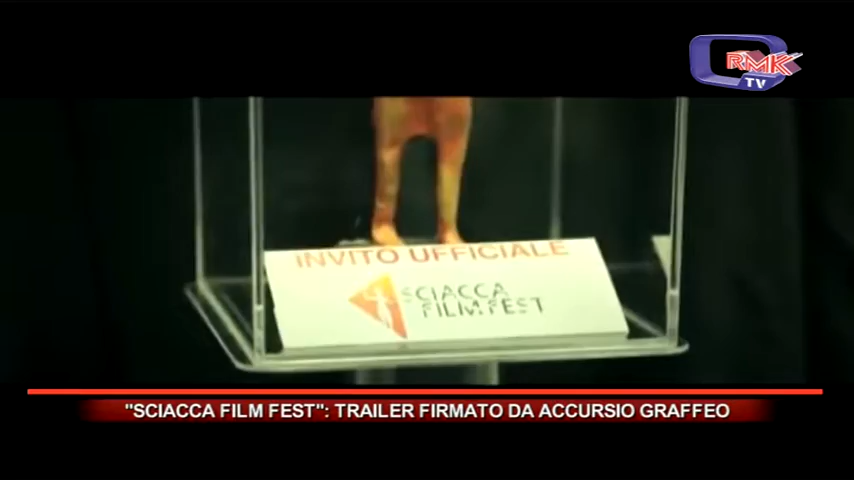 RMK
TV
INVITO UFFICIALE
SCIACCA
FILM FEST
"SCIACCA FILM FEST": TRAILER FIRMATO DA ACCURSIO GRAFFEO